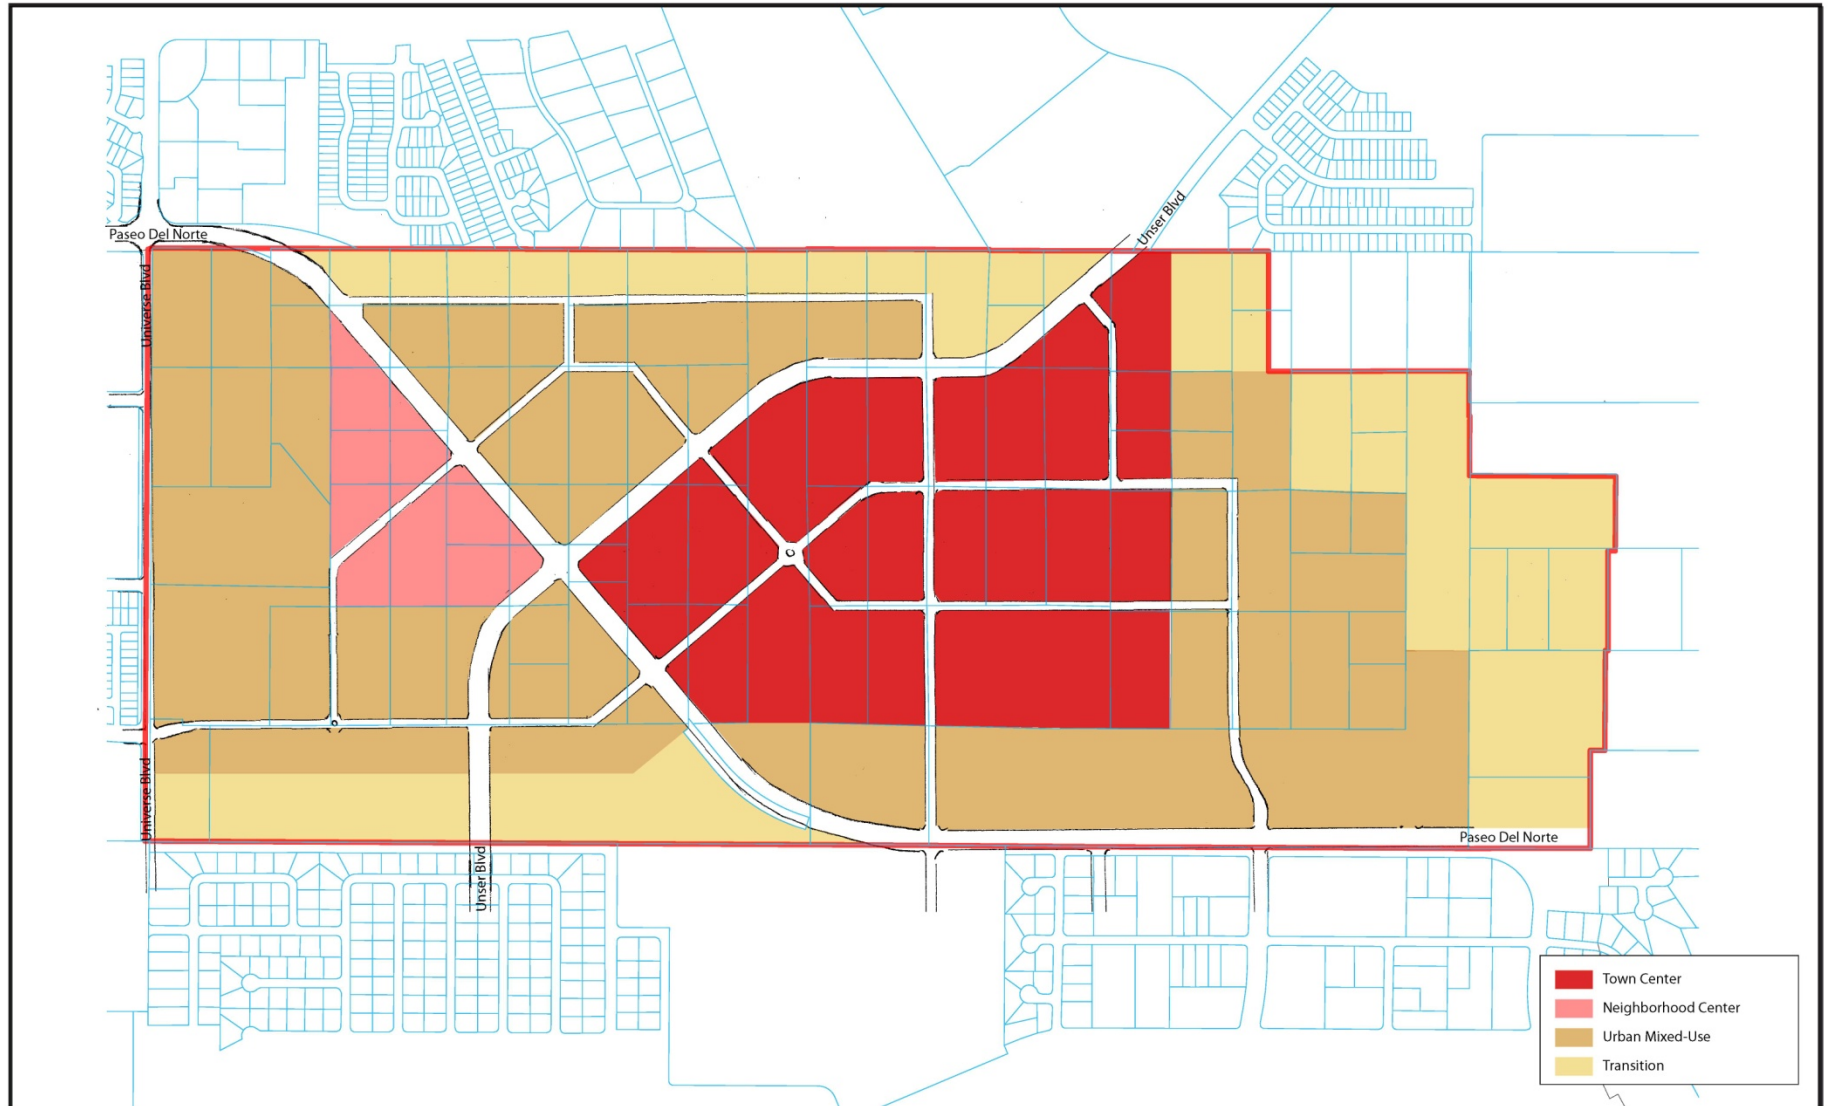 Unser Blvd
Paseo Del Norte
Universe Blvd
Universe Blvd
Paseo Del Norte
Unser Blvd
Town Center
Neighborhood Center
Urban Mixed-Use
Transition